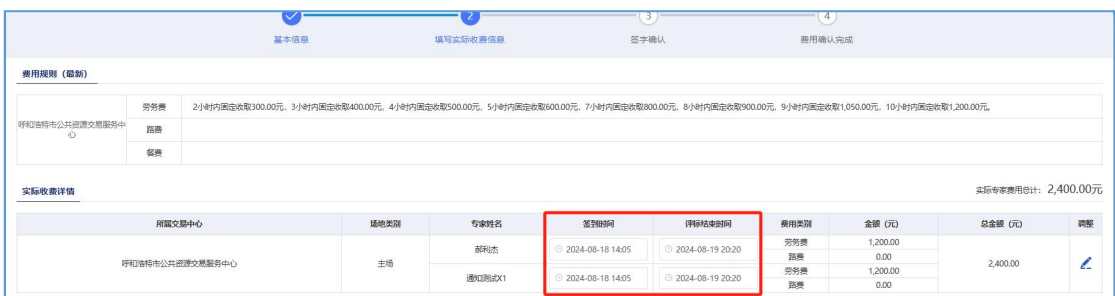 2
3
4
基本信息
填写实际收费信息
签字确认
费用确认完成
费用规则（最新）
呼和浩特市公共资源交易服务中心
劳务费
2小时内固定收取300.00元，3小时内固定收取400.00元，4小时内固定收取500.00元，5小时内固定收取600.00元，7小时内固定收取800.00元，8小时内固定收取900.00元，9小时内固定收取1,050.00元，10小时内固定收取1,200.00元。
路费
餐费
实际收费详情
实际专家费用总计：2,400.00元
所属交易中心 场地类别 专家姓名 签到时间 评标结束时间 费用类别 金额（元） 总金额（元） 调整
呼和浩特市公共资源交易服务中心 主场
郝利杰 2024-08-18 14:05 2024-08-19 20:20
劳务费 1,200.00
路费 0.00
通知测试X1 2024-08-18 14:05 2024-08-19 20:20
劳务费 1,200.00
路费 0.00
2,400.00